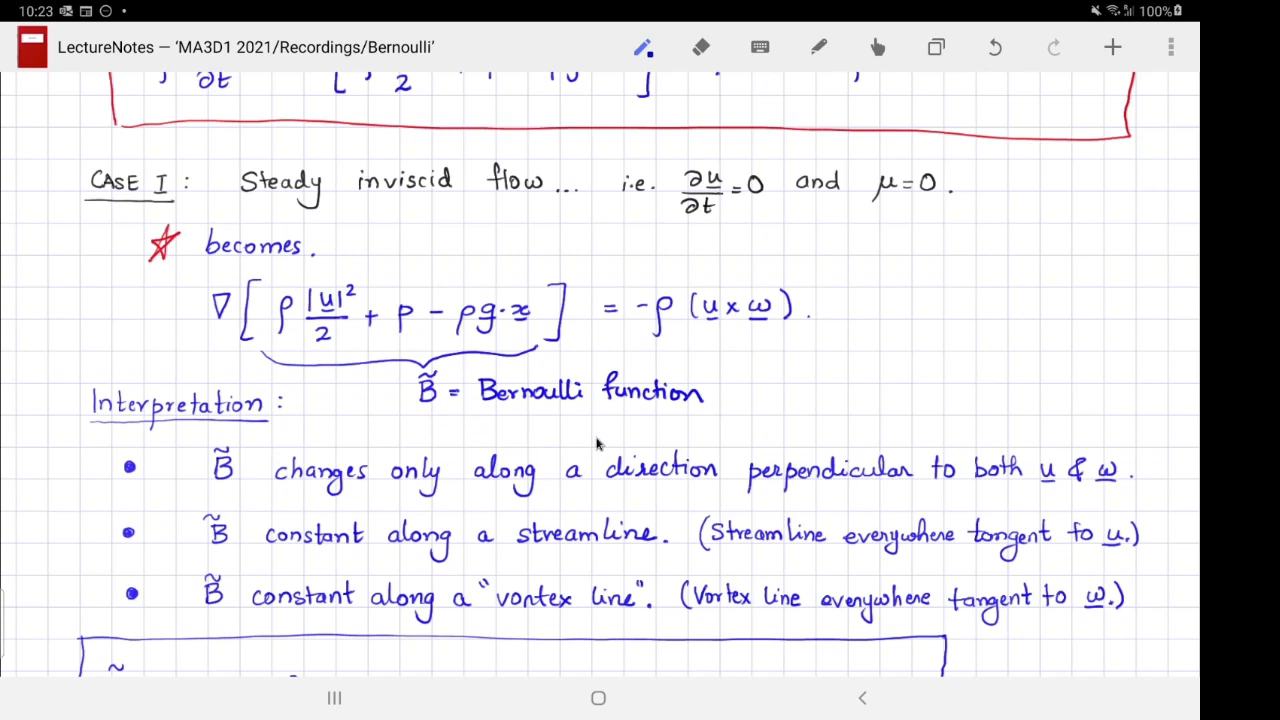 10:23 100%
LectureNotes — ‘MA3D1 2021/Recordings/Bernoulli’
∂t [ 2 ]
CASE I : Steady inviscid flow... i.e. ∂u/∂t = 0 and μ=0.
☆ becomes.
∇ [ ρ |u|²/2 + p − ρg·x ] = -ρ (u × ω).
B̃ = Bernoulli function
Interpretation :
• B̃ changes only along a direction perpendicular to both u & ω.
• B̃ constant along a streamline. (Streamline everywhere tangent to u.)
• B̃ constant along a "vortex line". (Vortex line everywhere tangent to ω.)